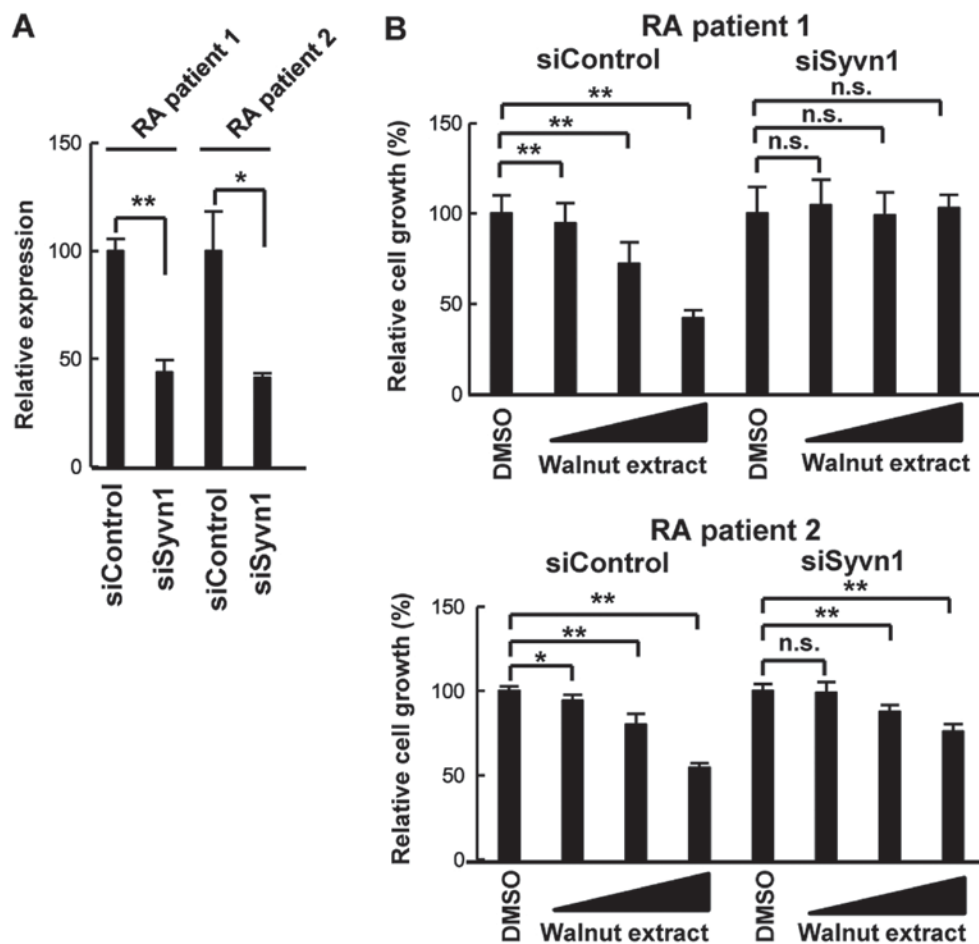 A
RA patient 1
RA patient 2
Relative expression
150
100
50
0
**
*
siControl
siSyvn1
siControl
siSyvn1
B
RA patient 1
siControl
siSyvn1
Relative cell growth (%)
150
100
50
0
**
**
**
n.s.
n.s.
n.s.
DMSO
Walnut extract
DMSO
Walnut extract
RA patient 2
siControl
siSyvn1
Relative cell growth (%)
150
100
50
0
**
**
*
**
**
n.s.
DMSO
Walnut extract
DMSO
Walnut extract